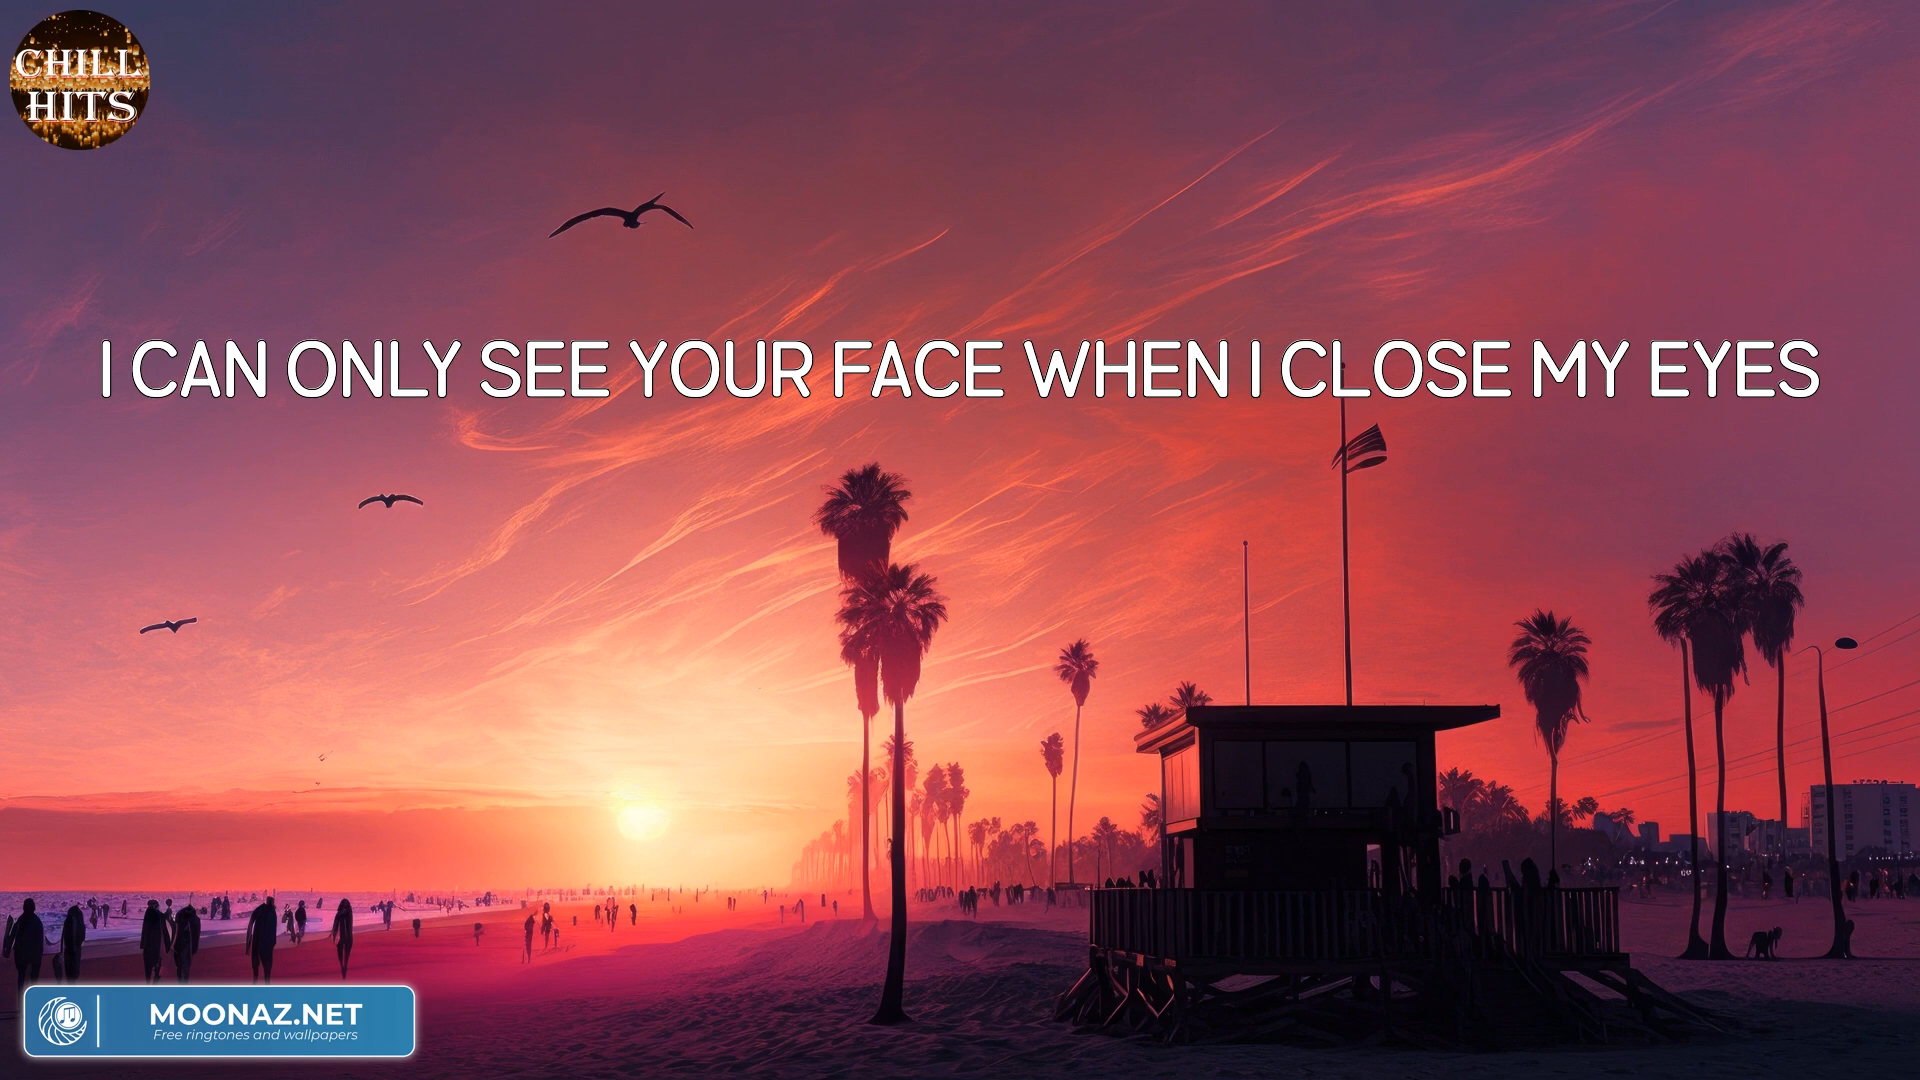 CHILL
HITS
I CAN ONLY SEE YOUR FACE WHEN I CLOSE MY EYES
MOONAZ.NET
Free ringtones and wallpapers